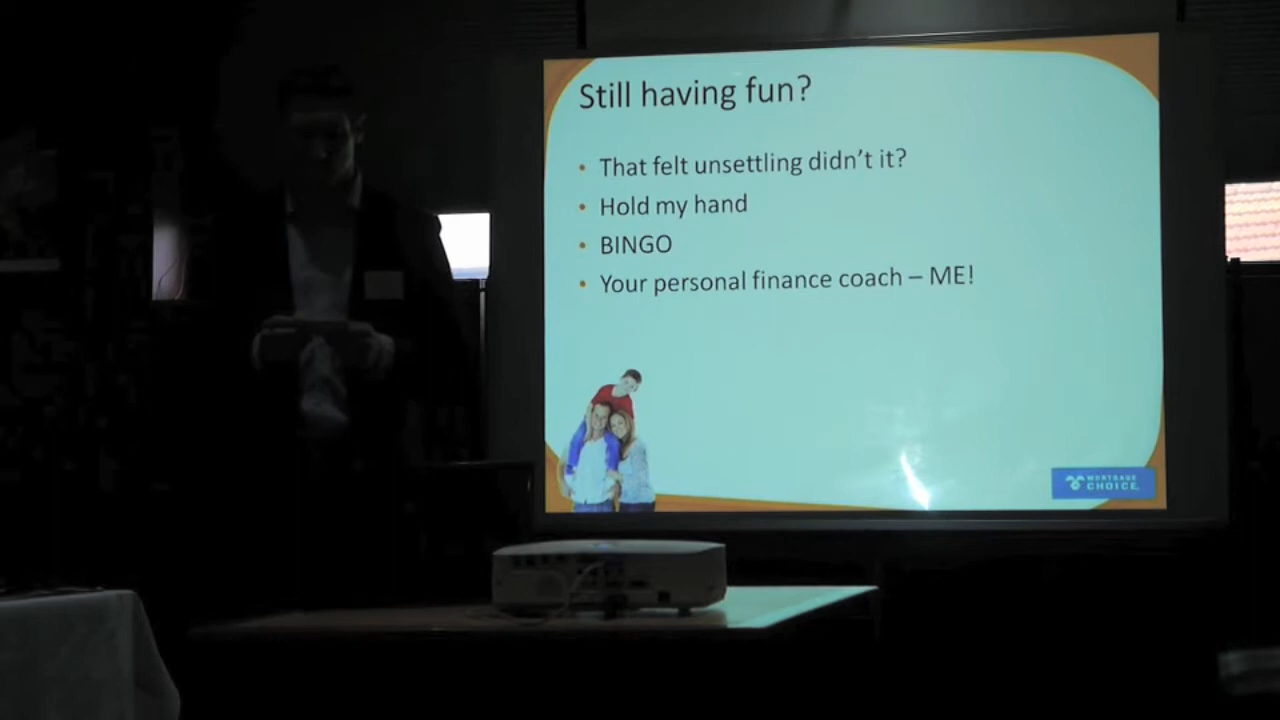 Still having fun?
• That felt unsettling didn't it?
• Hold my hand
• BINGO
• Your personal finance coach – ME!
MORTGAGE
CHOICE.